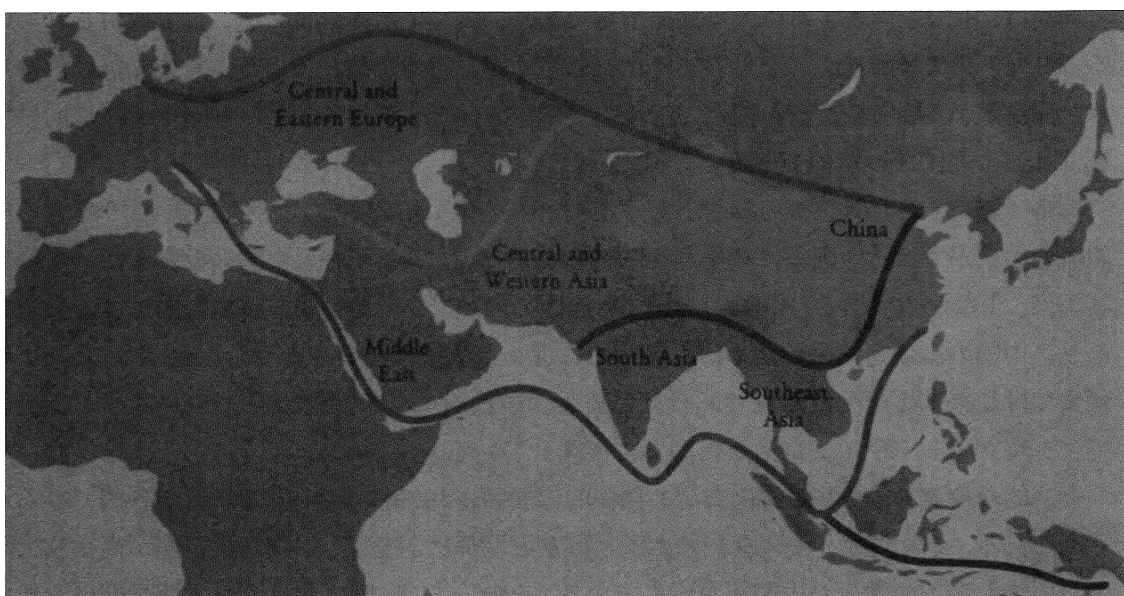 Central and
Eastern Europe
China
Central and
Western Asia
Middle
East
South Asia
Southeast
Asia